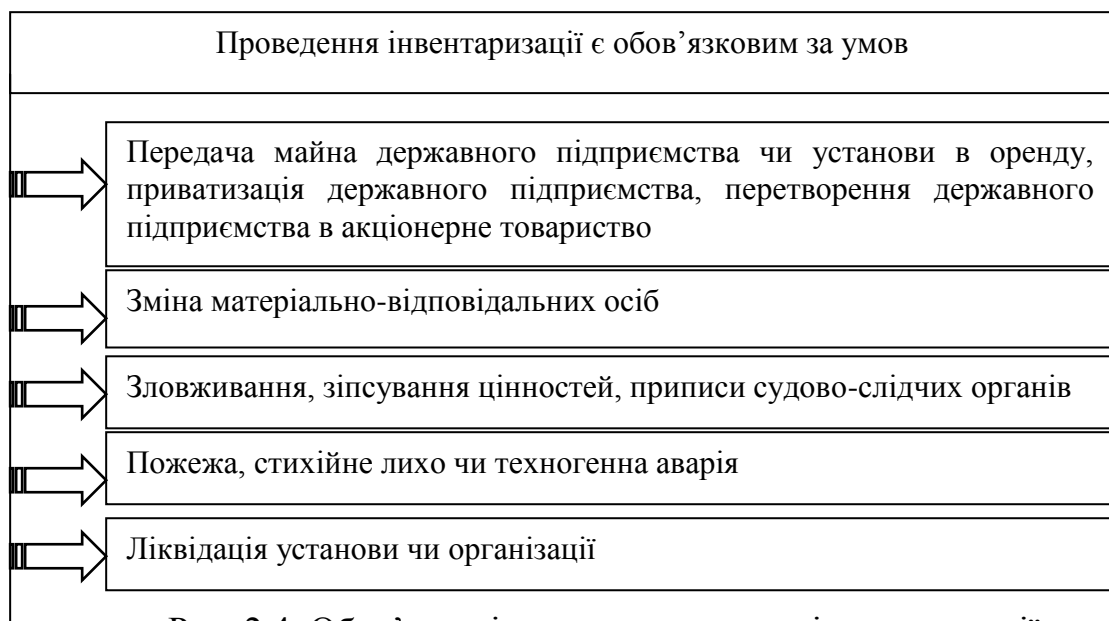 Проведення інвентаризації є обов’язковим за умов
Передача майна державного підприємства чи установи в оренду,
приватизація державного підприємства, перетворення державного
підприємства в акціонерне товариство
Зміна матеріально-відповідальних осіб
Зловживання, зіпсування цінностей, приписи судово-слідчих органів
Пожежа, стихійне лихо чи техногенна аварія
Ліквідація установи чи організації